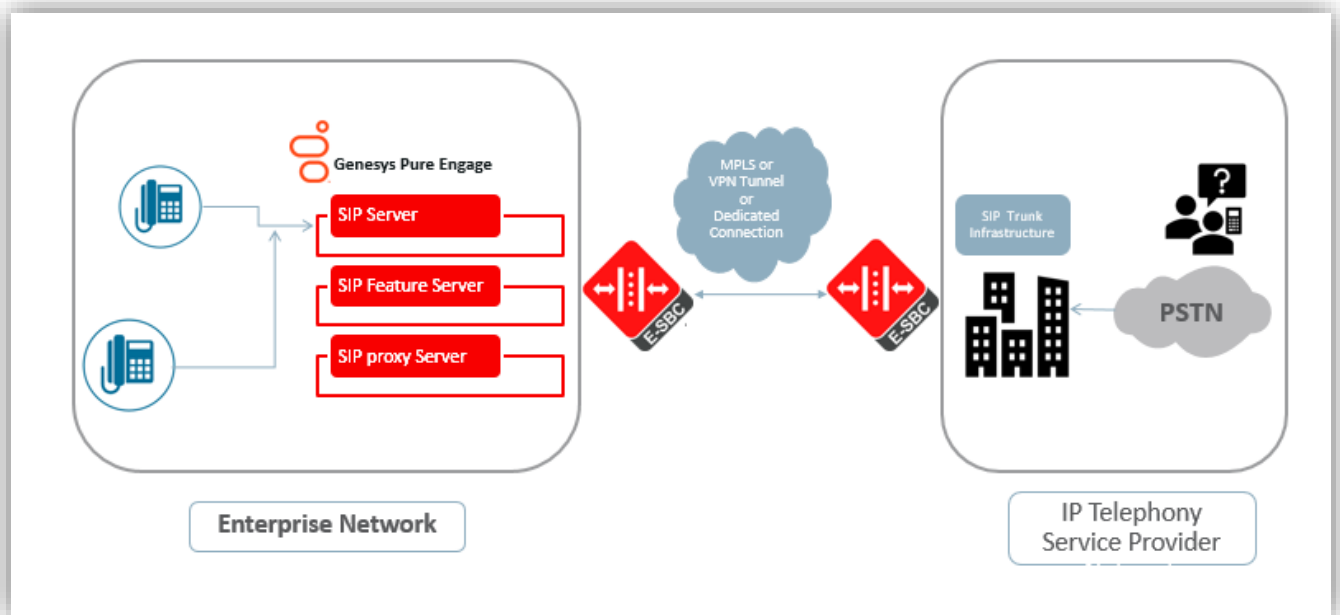 Genesys Pure Engage
SIP Server
SIP Feature Server
SIP proxy Server
E-SBC
MPLS or
VPN Tunnel
or
Dedicated
Connection
E-SBC
SIP Trunk
Infrastructure
?
PSTN
Enterprise Network
IP Telephony
Service Provider